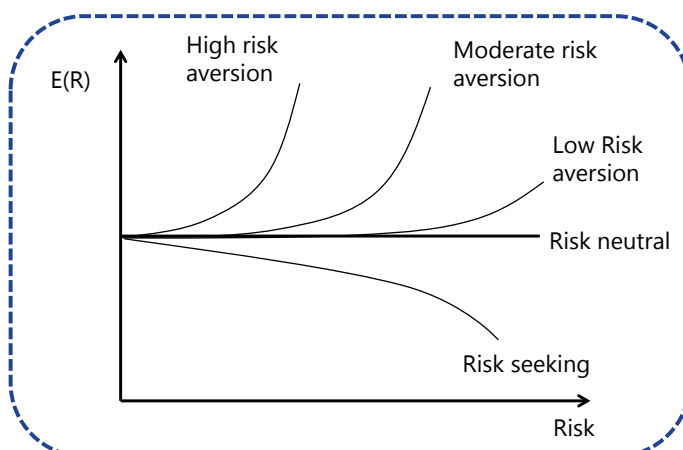 High risk
aversion
Moderate risk
aversion
E(R)
Low Risk
aversion
Risk neutral
Risk seeking
Risk